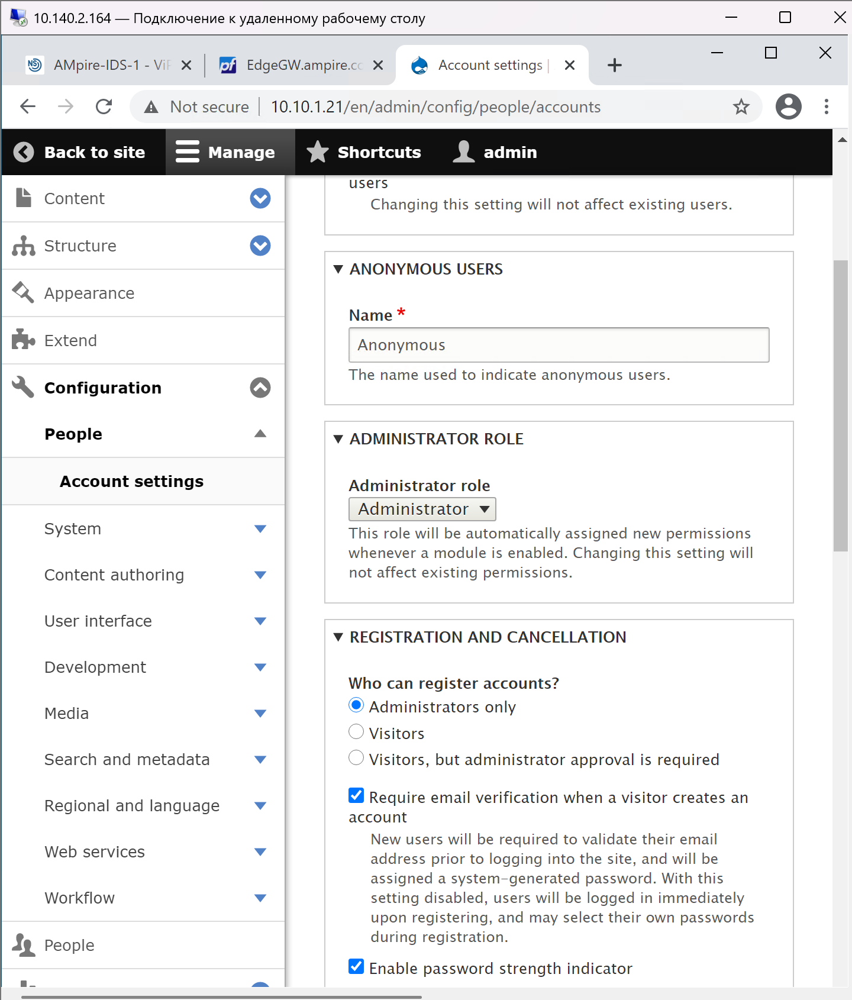 10.140.2.164 — Подключение к удаленному рабочему столу
AMpire-IDS-1 - ViP
EdgeGW.ampire.co
Account settings |
Not secure
10.10.1.21/en/admin/config/people/accounts
Back to site
Manage
Shortcuts
admin
Content
Structure
Appearance
Extend
Configuration
People
Account settings
System
Content authoring
User interface
Development
Media
Search and metadata
Regional and language
Web services
Workflow
People
users
Changing this setting will not affect existing users.
ANONYMOUS USERS
Name *
Anonymous
The name used to indicate anonymous users.
ADMINISTRATOR ROLE
Administrator role
Administrator
This role will be automatically assigned new permissions
whenever a module is enabled. Changing this setting will
not affect existing permissions.
REGISTRATION AND CANCELLATION
Who can register accounts?
Administrators only
Visitors
Visitors, but administrator approval is required
Require email verification when a visitor creates an
account
New users will be required to validate their email
address prior to logging into the site, and will be
assigned a system-generated password. With this
setting disabled, users will be logged in immediately
upon registering, and may select their own passwords
during registration.
Enable password strength indicator